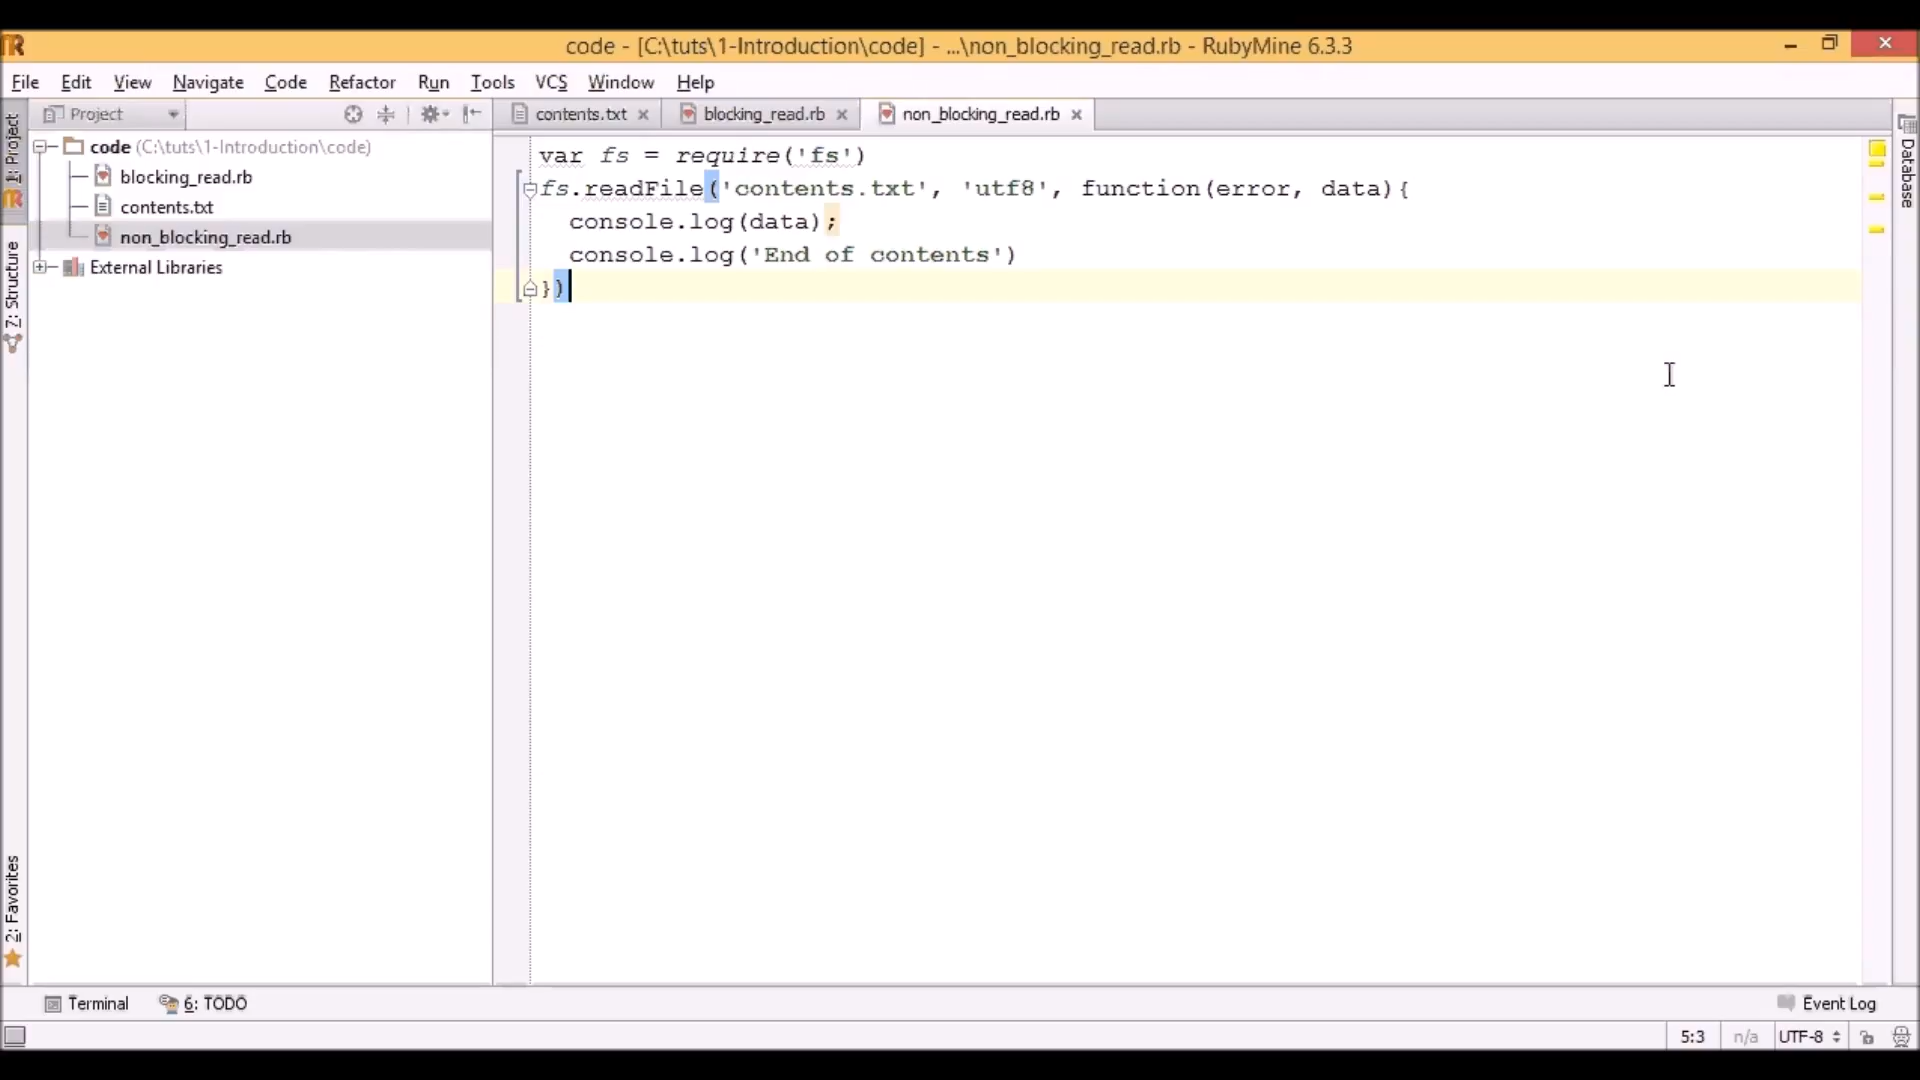 code - [C:\tuts\1-Introduction\code] - ...\non_blocking_read.rb - RubyMine 6.3.3
File Edit View Navigate Code Refactor Run Tools VCS Window Help
Project
contents.txt blocking_read.rb non_blocking_read.rb
1: Project
Z: Structure
2: Favorites
code (C:\tuts\1-Introduction\code)
blocking_read.rb
contents.txt
non_blocking_read.rb
External Libraries
var fs = require('fs')
fs.readFile('contents.txt', 'utf8', function(error, data){
console.log(data);
console.log('End of contents')
})
Database
Terminal 6: TODO Event Log
5:3 n/a UTF-8